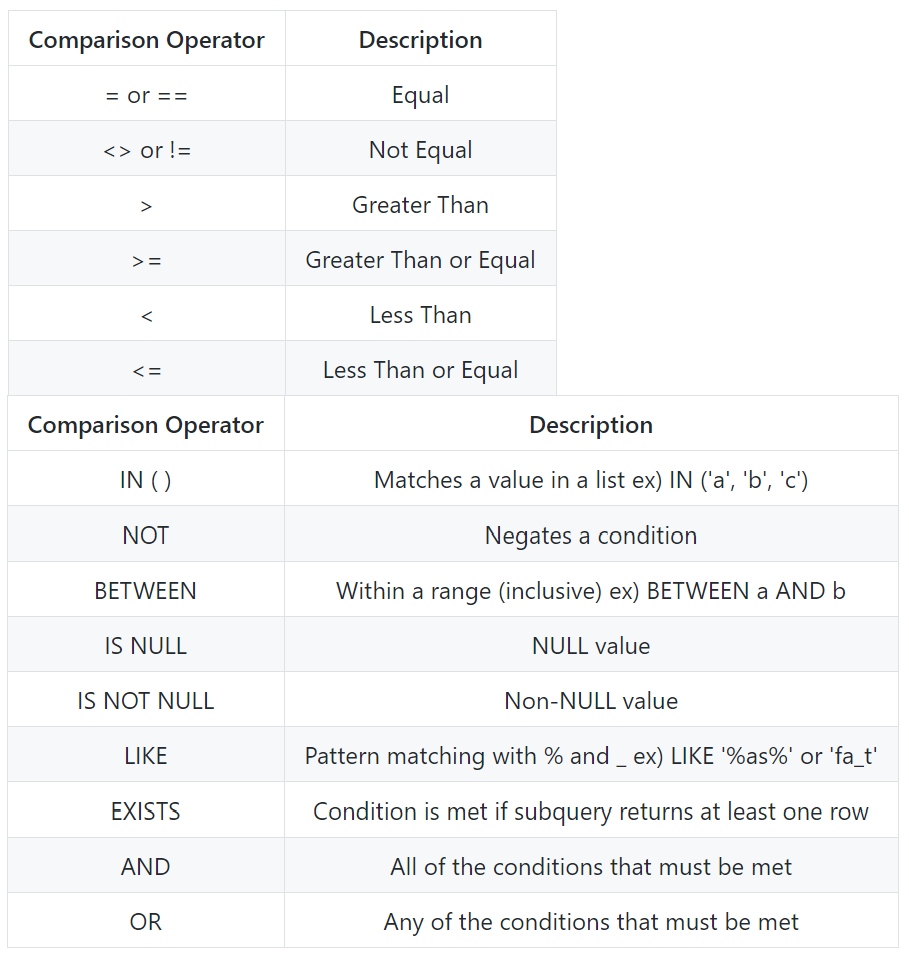 Comparison Operator Description
= or == Equal
<> or != Not Equal
> Greater Than
>= Greater Than or Equal
< Less Than
<= Less Than or Equal
Comparison Operator Description
IN ( ) Matches a value in a list ex) IN ('a', 'b', 'c')
NOT Negates a condition
BETWEEN Within a range (inclusive) ex) BETWEEN a AND b
IS NULL NULL value
IS NOT NULL Non-NULL value
LIKE Pattern matching with % and _ ex) LIKE '%as%' or 'fa_t'
EXISTS Condition is met if subquery returns at least one row
AND All of the conditions that must be met
OR Any of the conditions that must be met